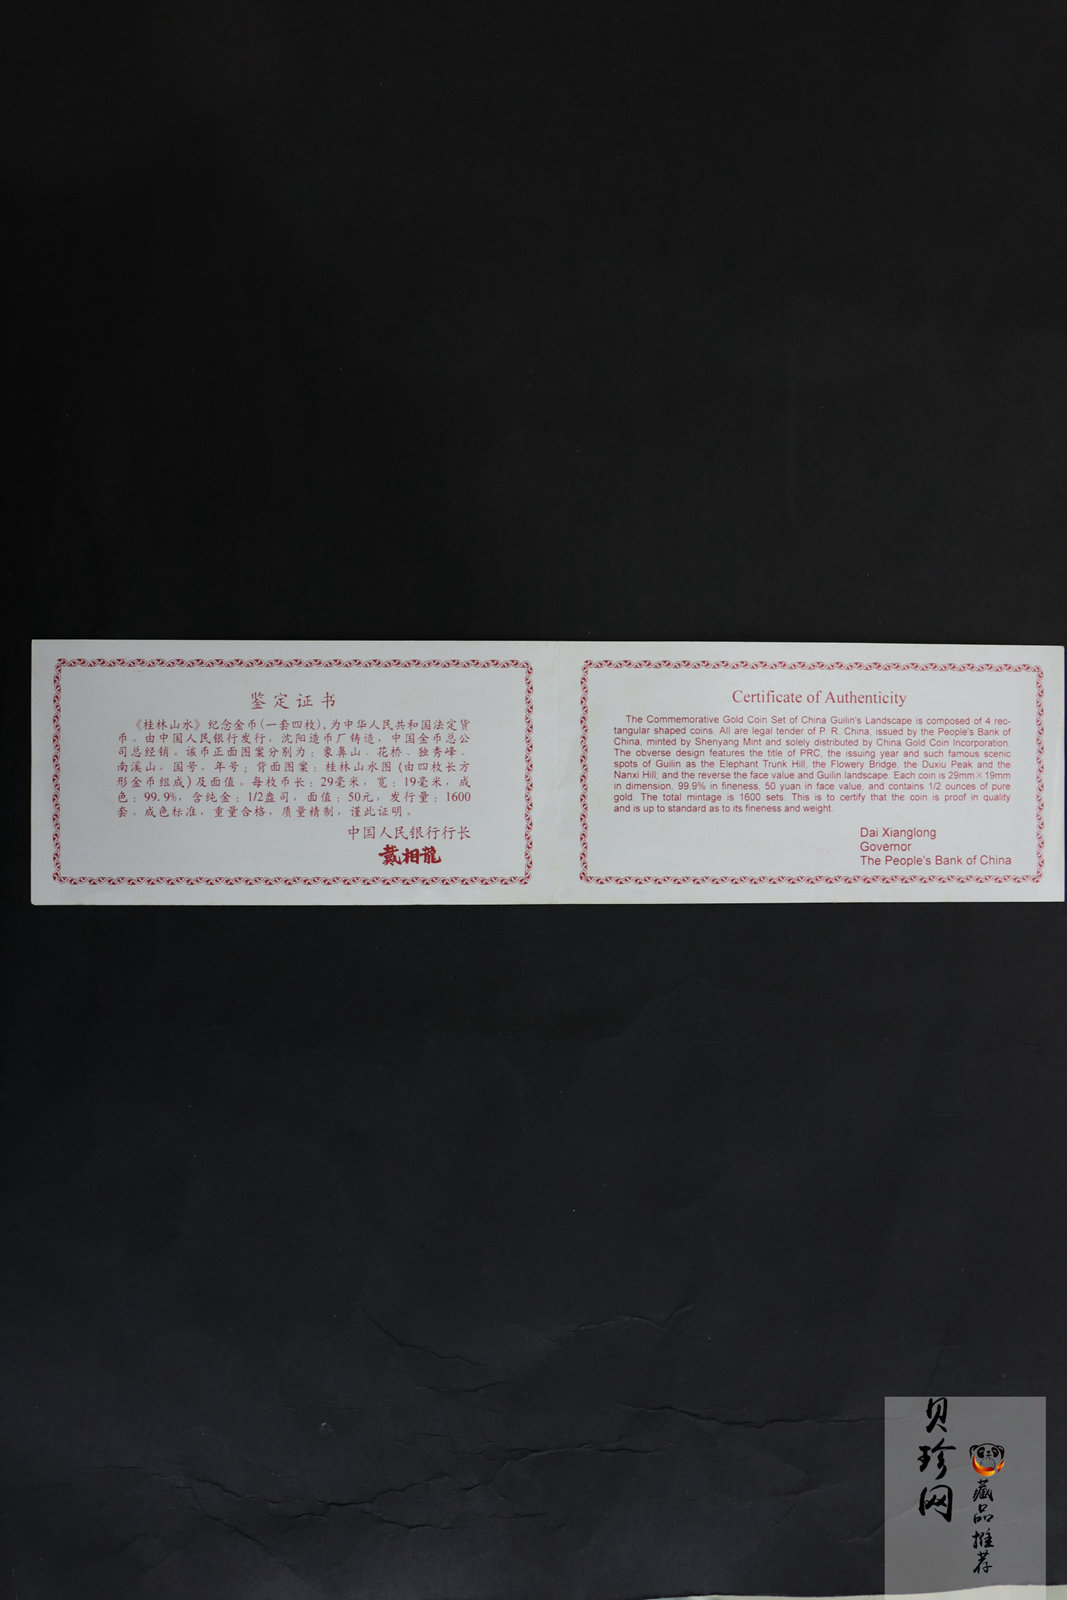 鉴定证书
《桂林山水》纪念金币(一套四枚),为中华人民共和国法定货
币。由中国人民银行发行,沈阳造币厂铸造,中国金币总公
司总经销。该币正面图案分别为:象鼻山、花桥、独秀峰、
南溪山,国号,年号;背面图案:桂林山水图(由四枚长方
形金币组成)及面值。每枚币长:29毫米,宽:19毫米,成
色:99.9%,含纯金:1/2盎司,面值:50元,发行量:1600
套。成色标准,重量合格,质量精制,谨此证明。
中国人民银行行长
戴相龍
Certificate of Authenticity
The Commemorative Gold Coin Set of China Guilin's Landscape is composed of 4 rec-
tangular shaped coins. All are legal tender of P. R. China, issued by the People's Bank of
China, minted by Shenyang Mint and solely distributed by China Gold Coin Incorporation.
The obverse design features the title of PRC, the issuing year and such famous scenic
spots of Guilin as the Elephant Trunk Hill, the Flowery Bridge, the Duxiu Peak and the
Nanxi Hill; and the reverse the face value and Guilin landscape. Each coin is 29mm×19mm
in dimension, 99.9% in fineness, 50 yuan in face value, and contains 1/2 ounces of pure
gold. The total mintage is 1600 sets. This is to certify that the coin is proof in quality
and is up to standard as to its fineness and weight.
Dai Xianglong
Governor
The People's Bank of China
贝珍网
藏品推荐